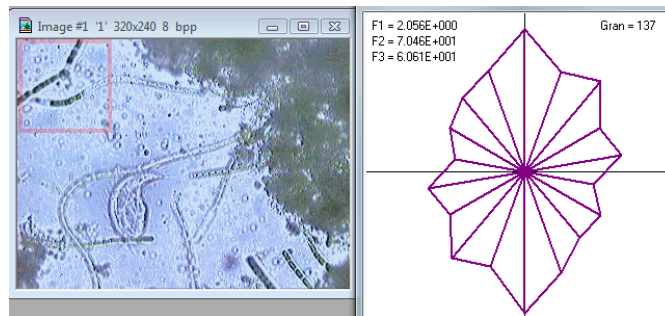 Image #1 '1' 320x240 8 bpp
F1 = 2.056E+000
F2 = 7.046E+001
F3 = 6.061E+001
Gran = 137